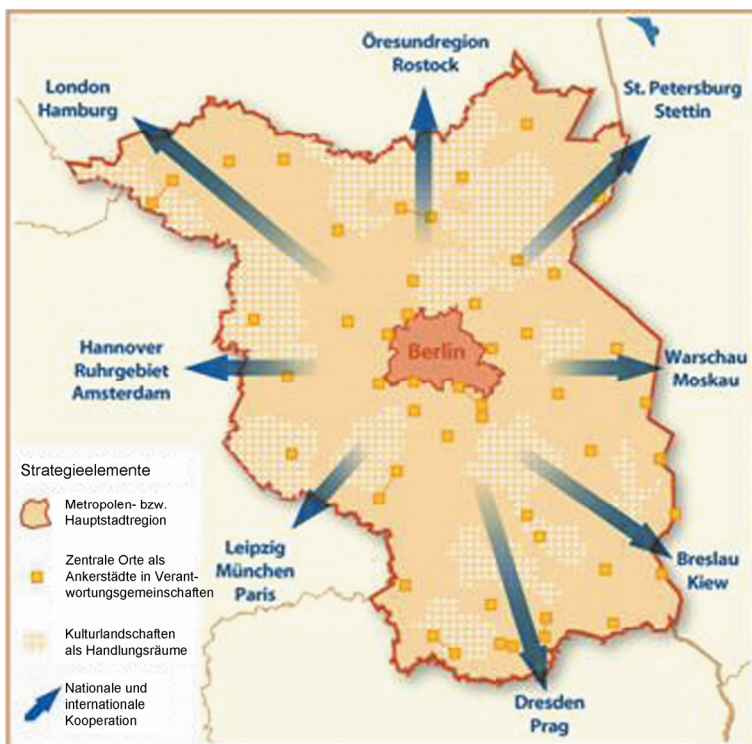 London
Hamburg
Öresundregion
Rostock
St. Petersburg
Stettin
Hannover
Ruhrgebiet
Amsterdam
Berlin
Warschau
Moskau
Leipzig
München
Paris
Breslau
Kiew
Dresden
Prag
Strategieelemente
Metropolen- bzw.
Hauptstadtregion
Zentrale Orte als
Ankerstädte in Verant-
wortungsgemeinschaften
Kulturlandschaften
als Handlungsräume
Nationale und
internationale
Kooperation